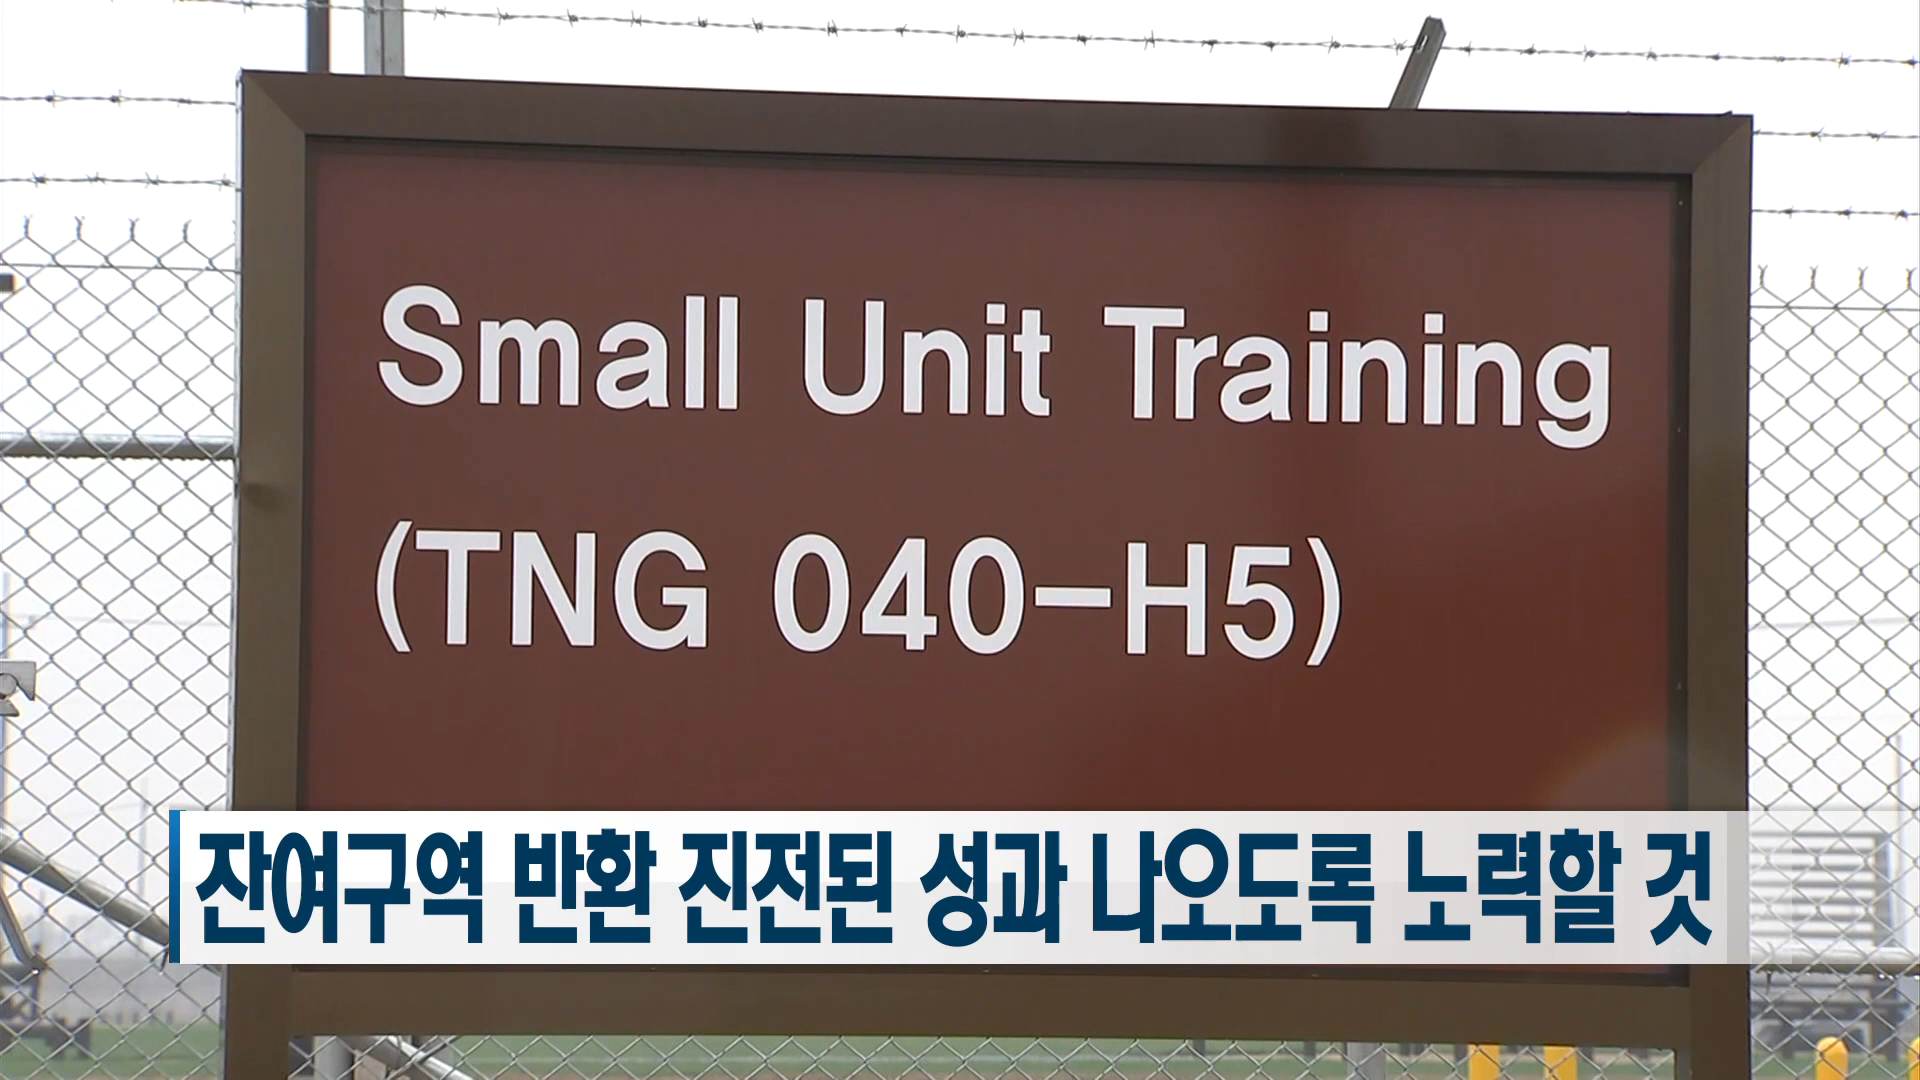 Small Unit Training
(TNG 040-H5)
잔여구역 반환 진전된 성과 나오도록 노력할 것